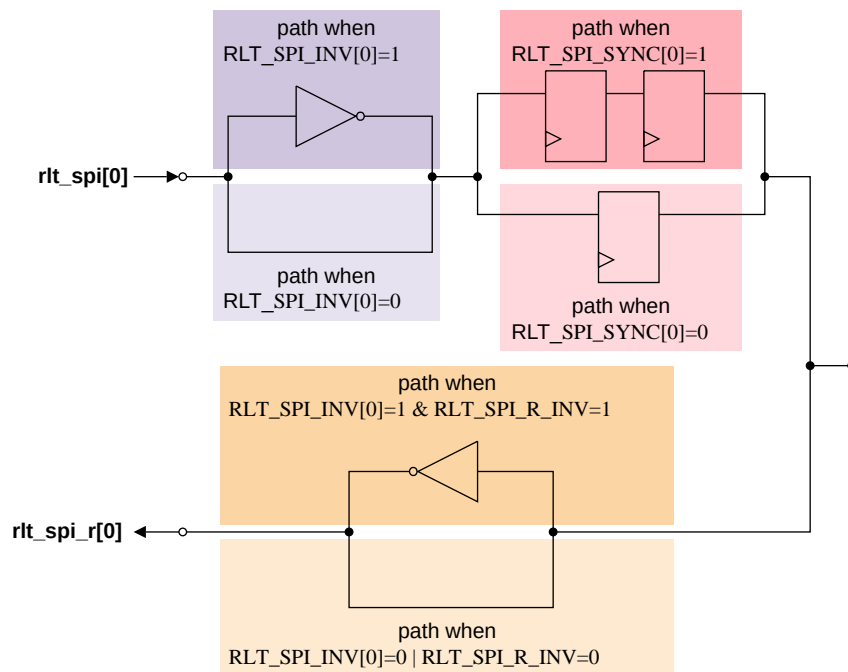 path when
RLT_SPI_INV[0]=1
path when
RLT_SPI_SYNC[0]=1
rlt_spi[0]
path when
RLT_SPI_INV[0]=0
path when
RLT_SPI_SYNC[0]=0
path when
RLT_SPI_INV[0]=1 & RLT_SPI_R_INV=1
rlt_spi_r[0]
path when
RLT_SPI_INV[0]=0 | RLT_SPI_R_INV=0